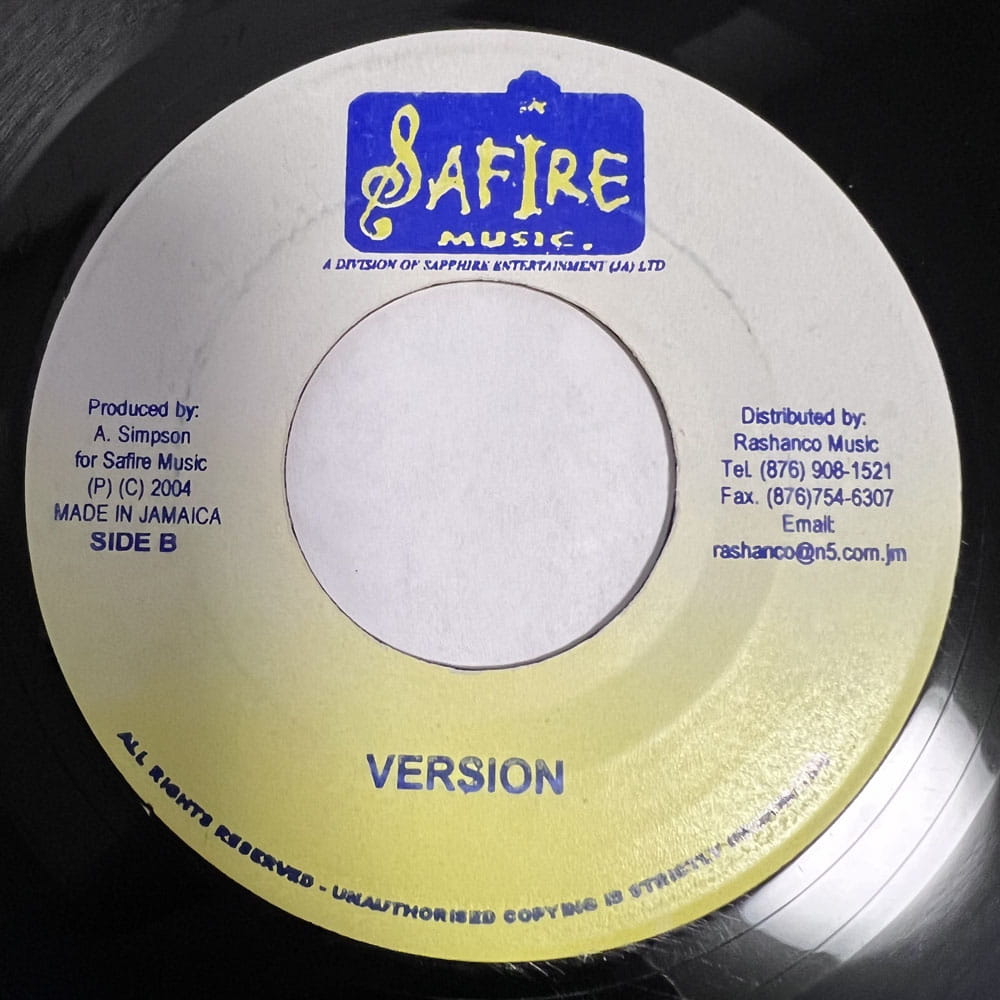 SAFIRE
MUSIC.
A DIVISION OF SAPPHIRE ENTERTAINMENT (JA) LTD
Produced by:
A. Simpson
for Safire Music
(P) (C) 2004
MADE IN JAMAICA
SIDE B
Distributed by:
Rashanco Music
Tel. (876) 908-1521
Fax. (876)754-6307
Email:
rashanco@n5.com.jm
VERSION
ALL RIGHTS RESERVED - UNAUTHORISED COPYING IS STRICTLY